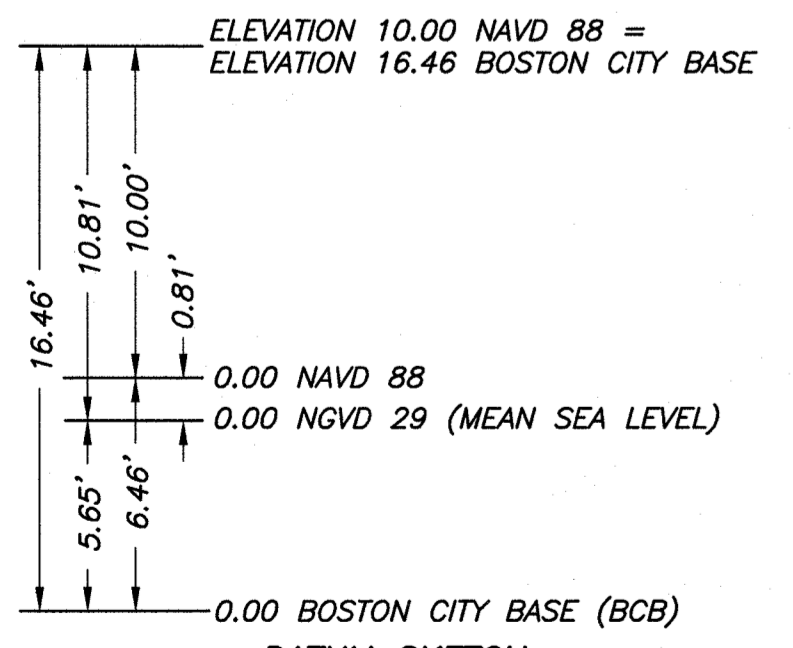 ELEVATION 10.00 NAVD 88 =
ELEVATION 16.46 BOSTON CITY BASE
16.46'
10.81'
10.00'
0.81'
0.00 NAVD 88
0.00 NGVD 29 (MEAN SEA LEVEL)
5.65'
6.46'
0.00 BOSTON CITY BASE (BCB)